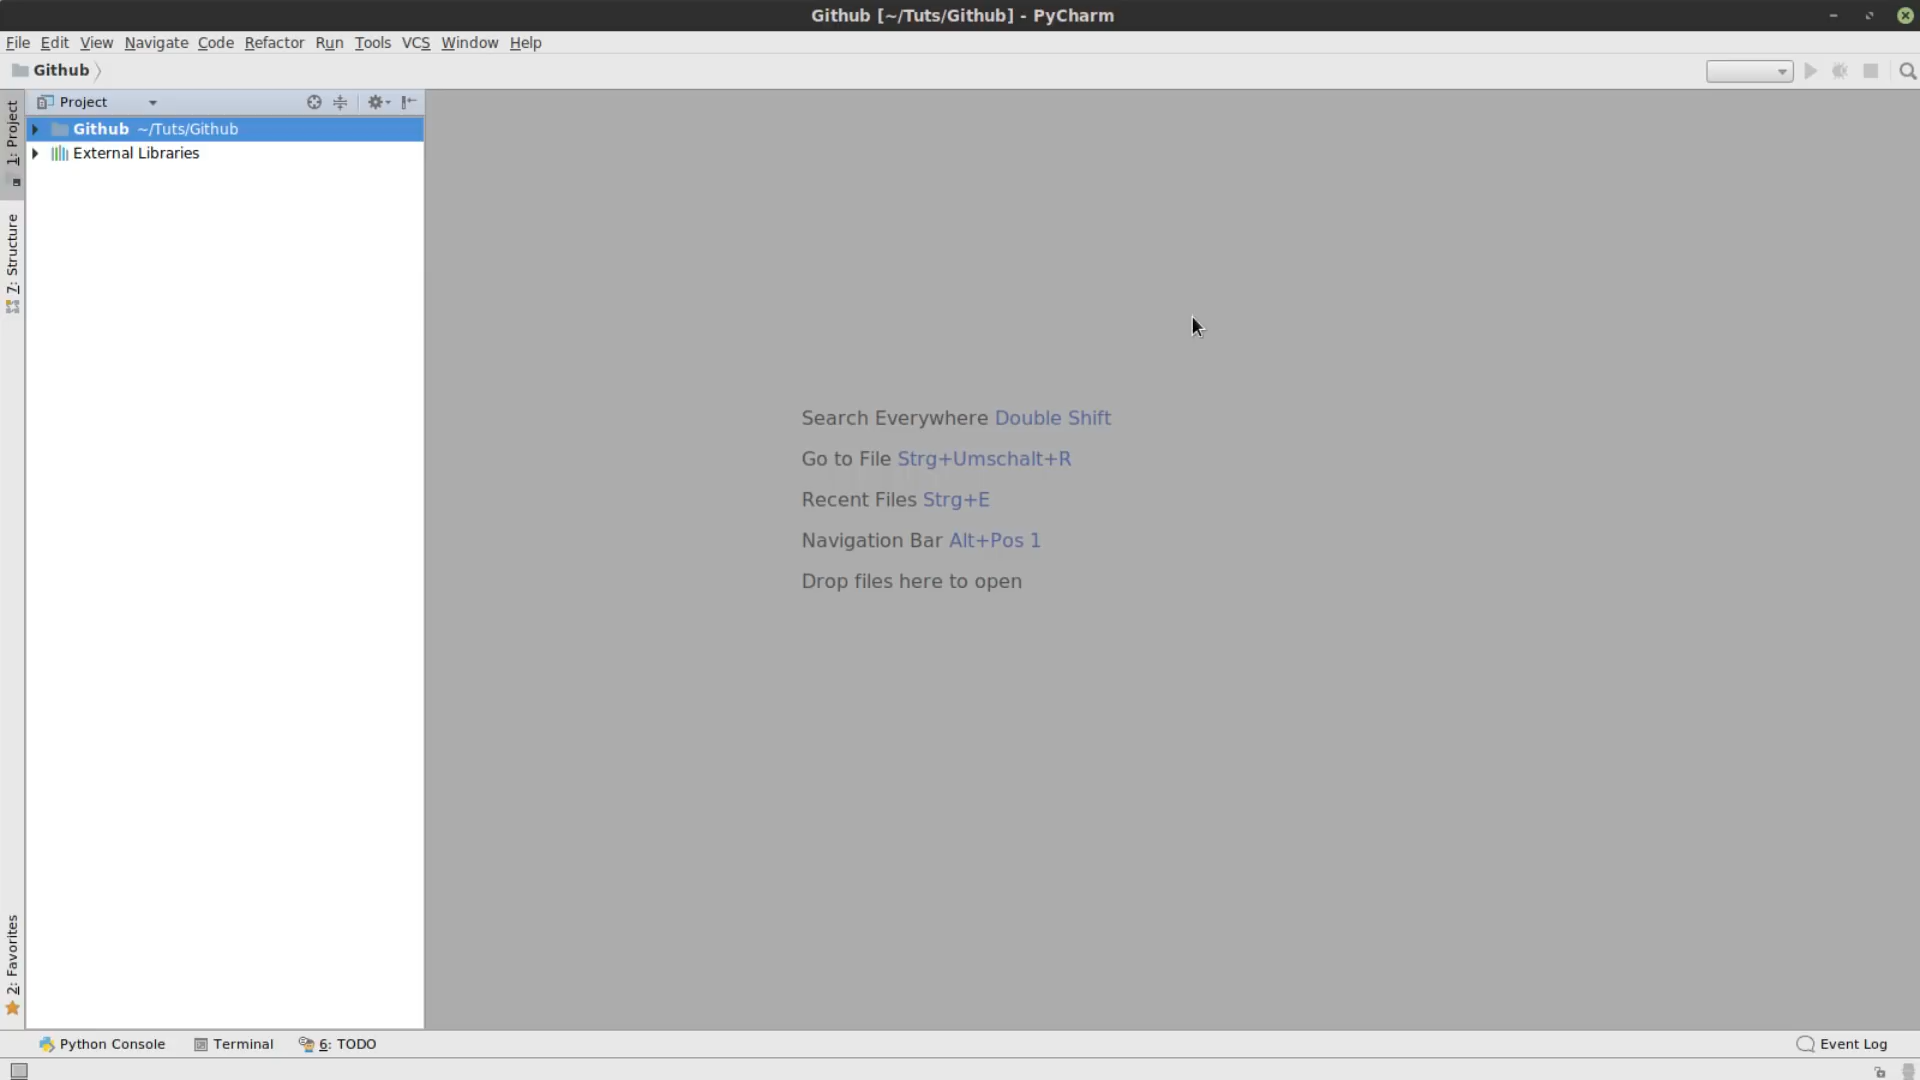 Github [~/Tuts/Github] - PyCharm
File Edit View Navigate Code Refactor Run Tools VCS Window Help
Github
1: Project
Project
Github ~/Tuts/Github
External Libraries
7: Structure
Search Everywhere Double Shift
Go to File Strg+Umschalt+R
Recent Files Strg+E
Navigation Bar Alt+Pos 1
Drop files here to open
2: Favorites
Python Console Terminal 6: TODO Event Log